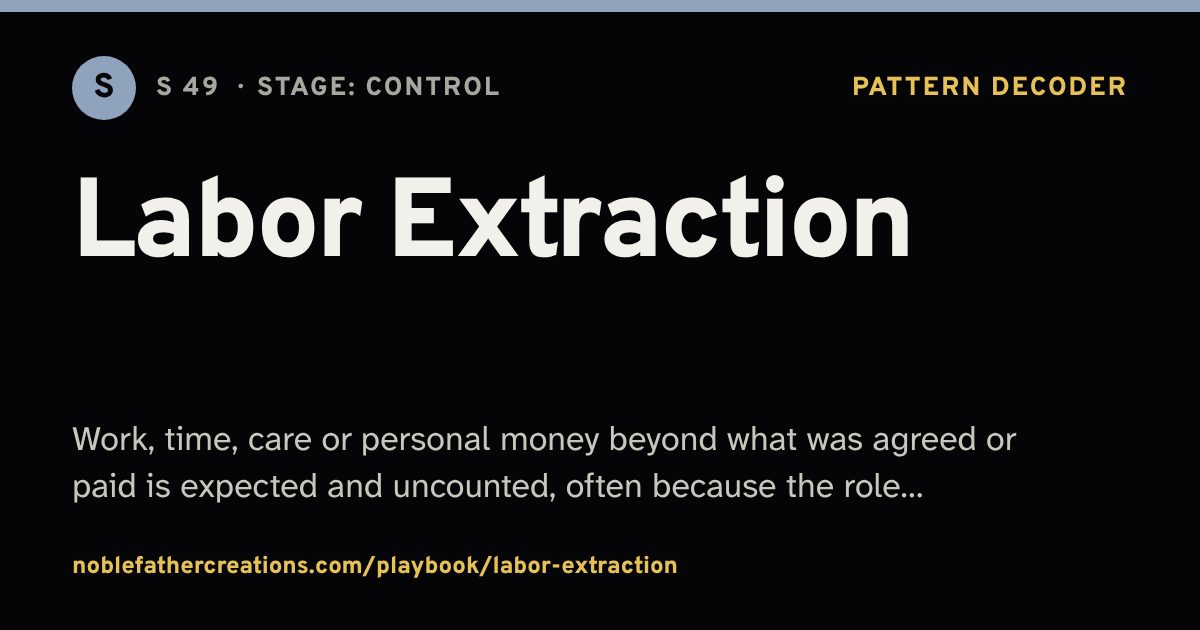 S
S 49 · STAGE: CONTROL
PATTERN DECODER
Labor Extraction
Work, time, care or personal money beyond what was agreed or
paid is expected and uncounted, often because the role...
noblefathercreations.com/playbook/labor-extraction